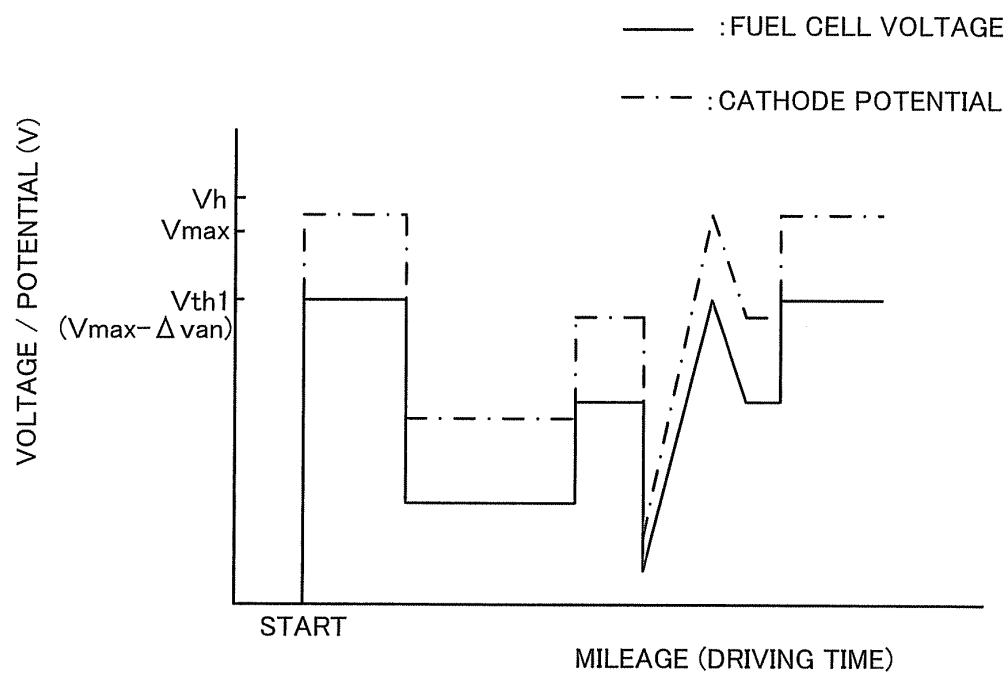 :FUEL CELL VOLTAGE
:CATHODE POTENTIAL
VOLTAGE / POTENTIAL (V)
Vh
Vmax
Vth1
(Vmax-Δvan)
START
MILEAGE (DRIVING TIME)